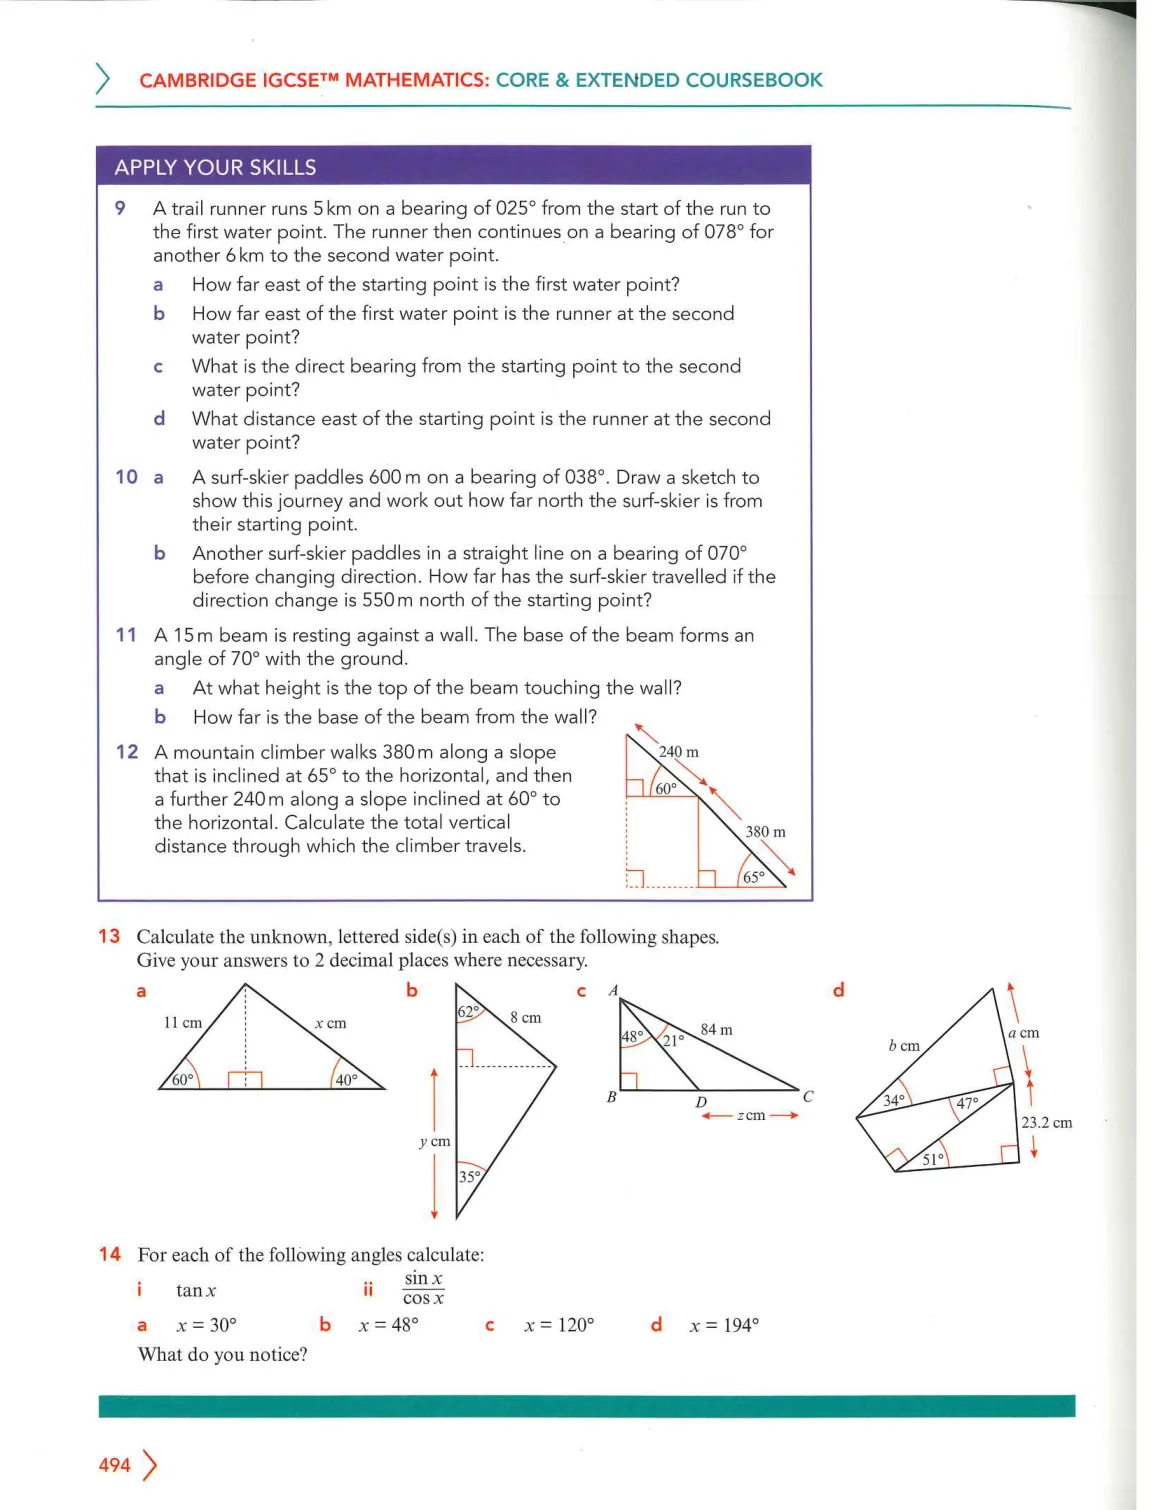 CAMBRIDGE IGCSE™ MATHEMATICS: CORE & EXTENDED COURSEBOOK
APPLY YOUR SKILLS
9 A trail runner runs 5 km on a bearing of 025° from the start of the run to
the first water point. The runner then continues on a bearing of 078° for
another 6 km to the second water point.
a How far east of the starting point is the first water point?
b How far east of the first water point is the runner at the second
water point?
c What is the direct bearing from the starting point to the second
water point?
d What distance east of the starting point is the runner at the second
water point?
10 a A surf-skier paddles 600 m on a bearing of 038°. Draw a sketch to
show this journey and work out how far north the surf-skier is from
their starting point.
b Another surf-skier paddles in a straight line on a bearing of 070°
before changing direction. How far has the surf-skier travelled if the
direction change is 550 m north of the starting point?
11 A 15 m beam is resting against a wall. The base of the beam forms an
angle of 70° with the ground.
a At what height is the top of the beam touching the wall?
b How far is the base of the beam from the wall?
12 A mountain climber walks 380 m along a slope
that is inclined at 65° to the horizontal, and then
a further 240 m along a slope inclined at 60° to
the horizontal. Calculate the total vertical
distance through which the climber travels.
240 m
60°
380 m
65°
13 Calculate the unknown, lettered side(s) in each of the following shapes.
Give your answers to 2 decimal places where necessary.
a
11 cm
x cm
60°
40°
b
62°
8 cm
y cm
35°
c
A
48°
21°
84 m
B
D
C
z cm
d
a cm
b cm
34°
47°
23.2 cm
51°
14 For each of the following angles calculate:
i tan x ii sin x
cos x
a x = 30° b x = 48° c x = 120° d x = 194°
What do you notice?
494